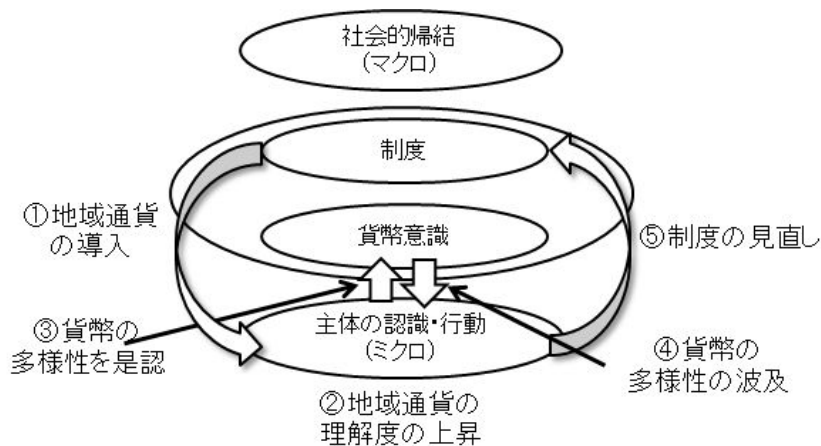 社会的帰結
(マクロ)
制度
①地域通貨
の導入
貨幣意識
⑤制度の見直し
③貨幣の
多様性を是認
主体の認識・行動
(ミクロ)
④貨幣の
多様性の波及
②地域通貨の
理解度の上昇